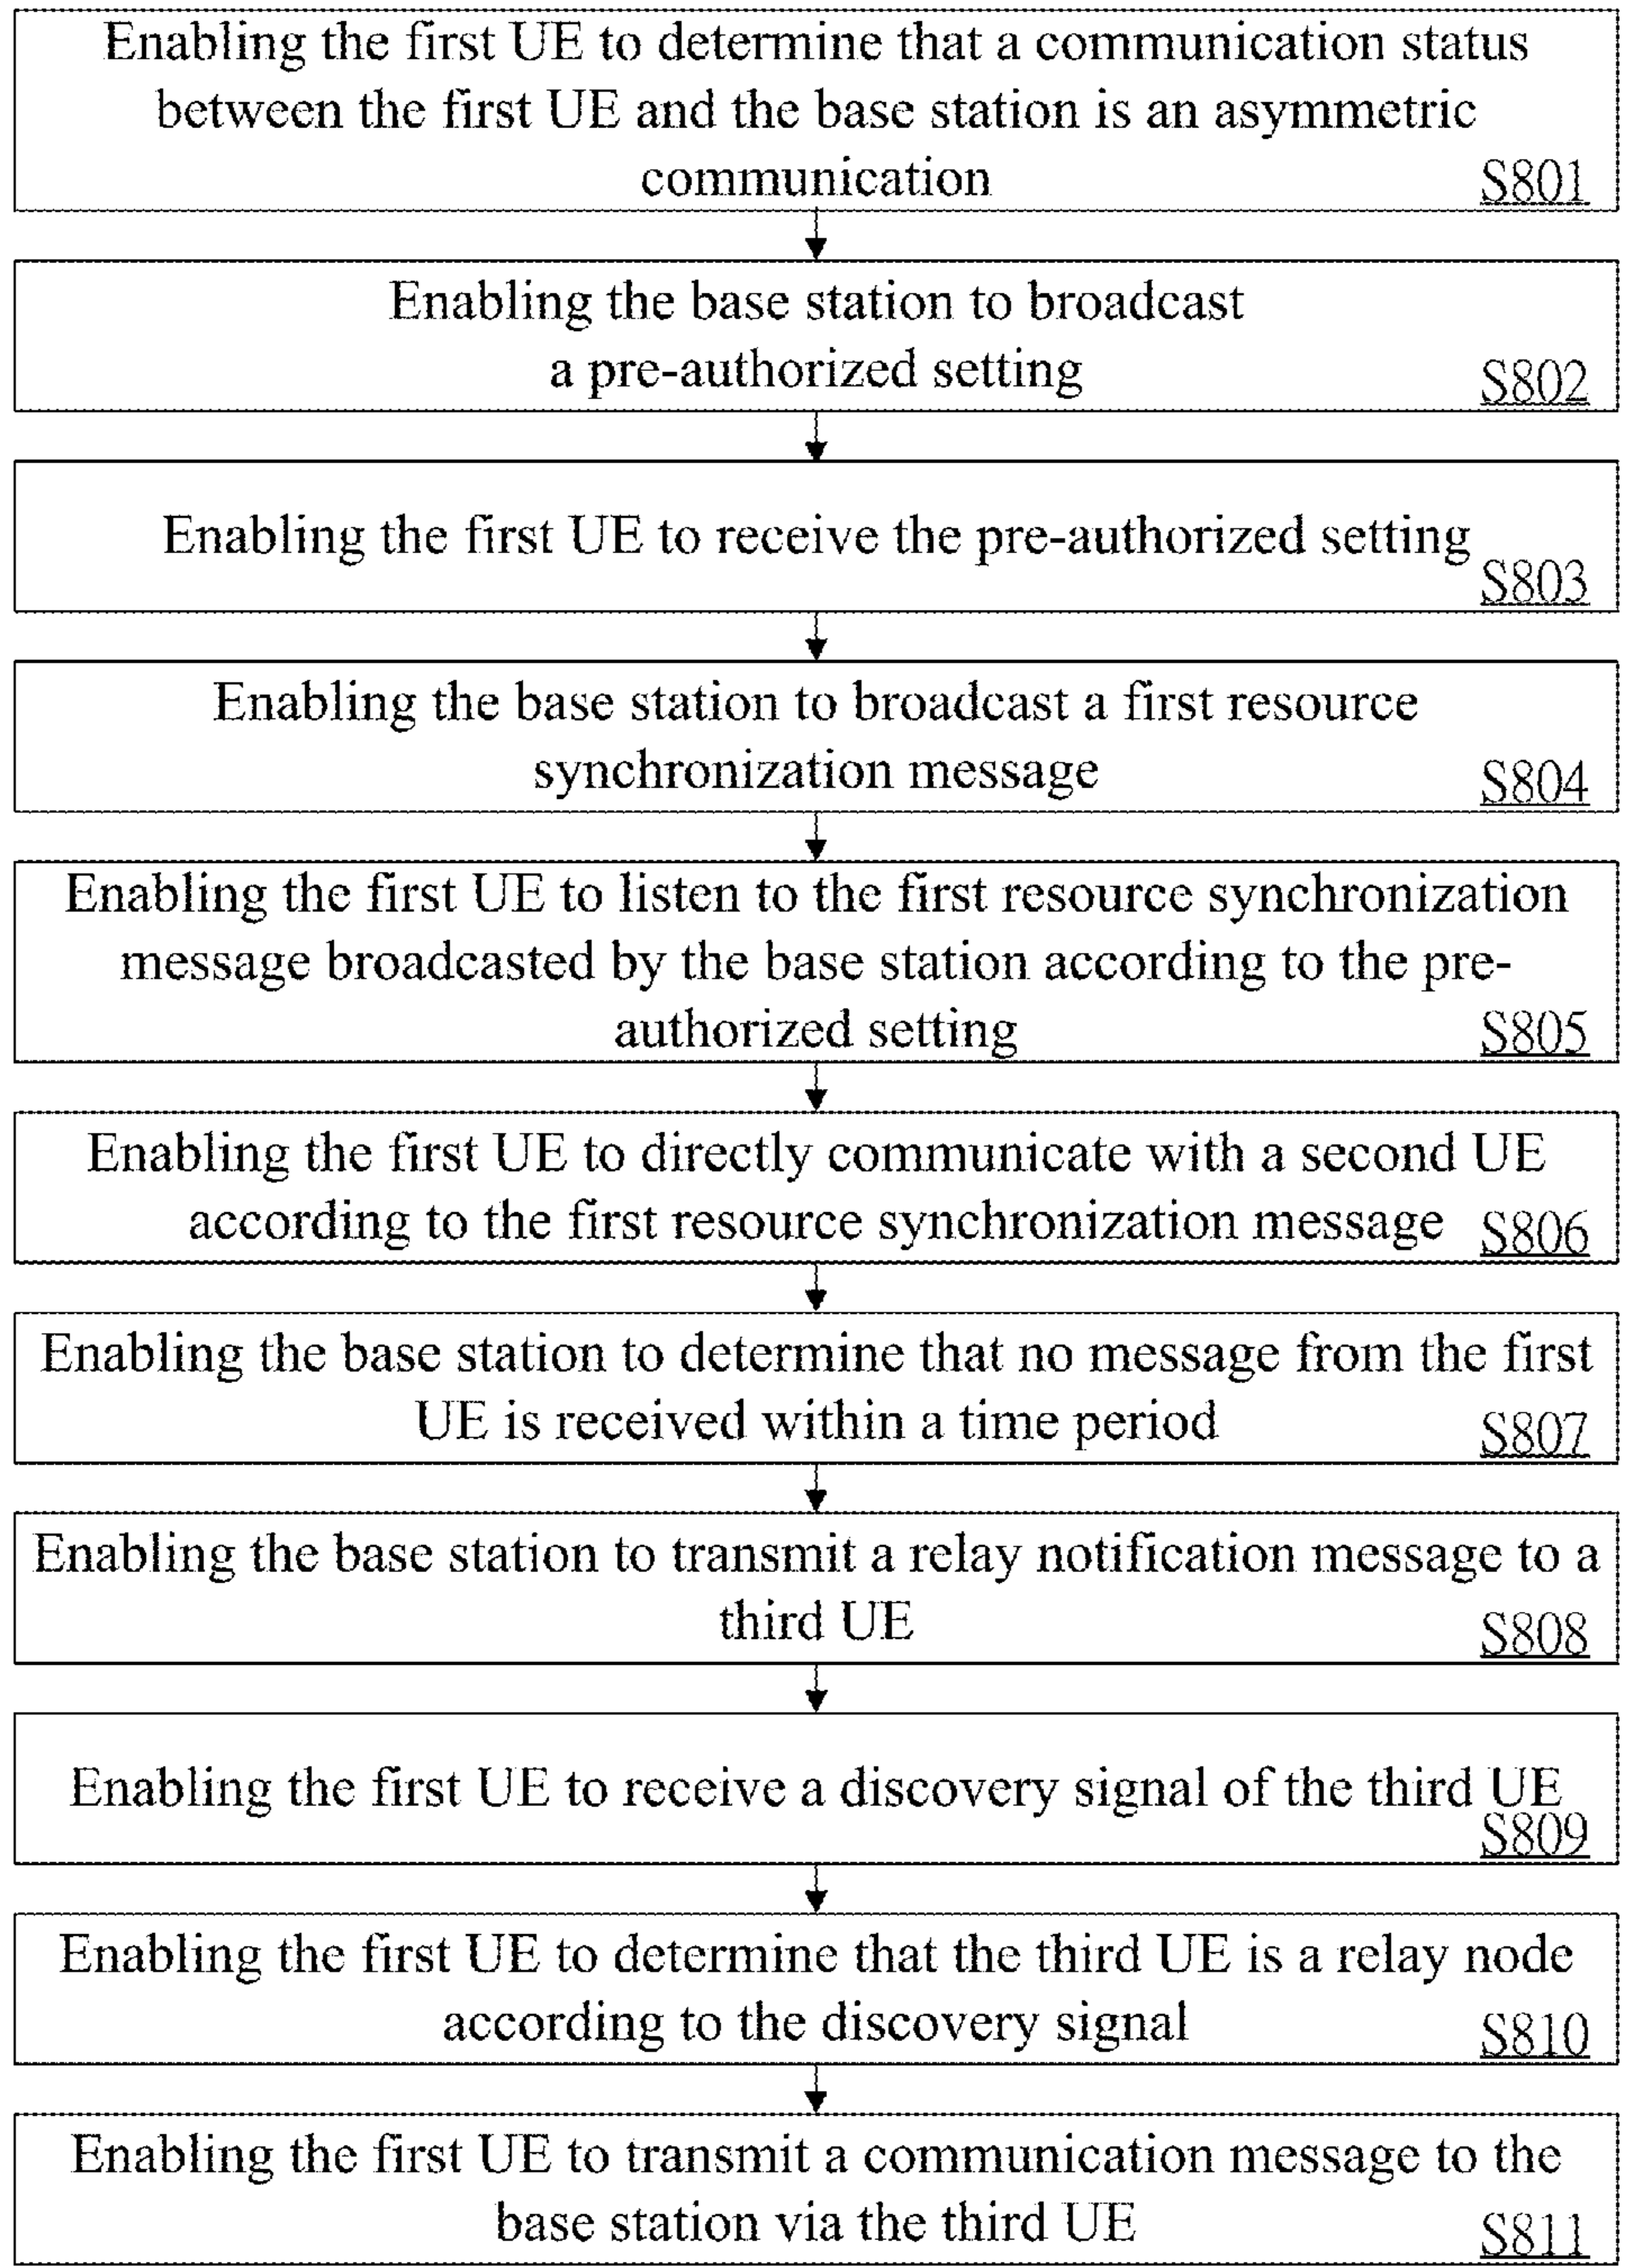 Enabling the first UE to determine that a communication status
between the first UE and the base station is an asymmetric
communication
S801
Enabling the base station to broadcast
a pre-authorized setting
S802
Enabling the first UE to receive the pre-authorized setting
S803
Enabling the base station to broadcast a first resource
synchronization message
S804
Enabling the first UE to listen to the first resource synchronization
message broadcasted by the base station according to the pre-
authorized setting
S805
Enabling the first UE to directly communicate with a second UE
according to the first resource synchronization message
S806
Enabling the base station to determine that no message from the first
UE is received within a time period
S807
Enabling the base station to transmit a relay notification message to a
third UE
S808
Enabling the first UE to receive a discovery signal of the third UE
S809
Enabling the first UE to determine that the third UE is a relay node
according to the discovery signal
S810
Enabling the first UE to transmit a communication message to the
base station via the third UE
S811